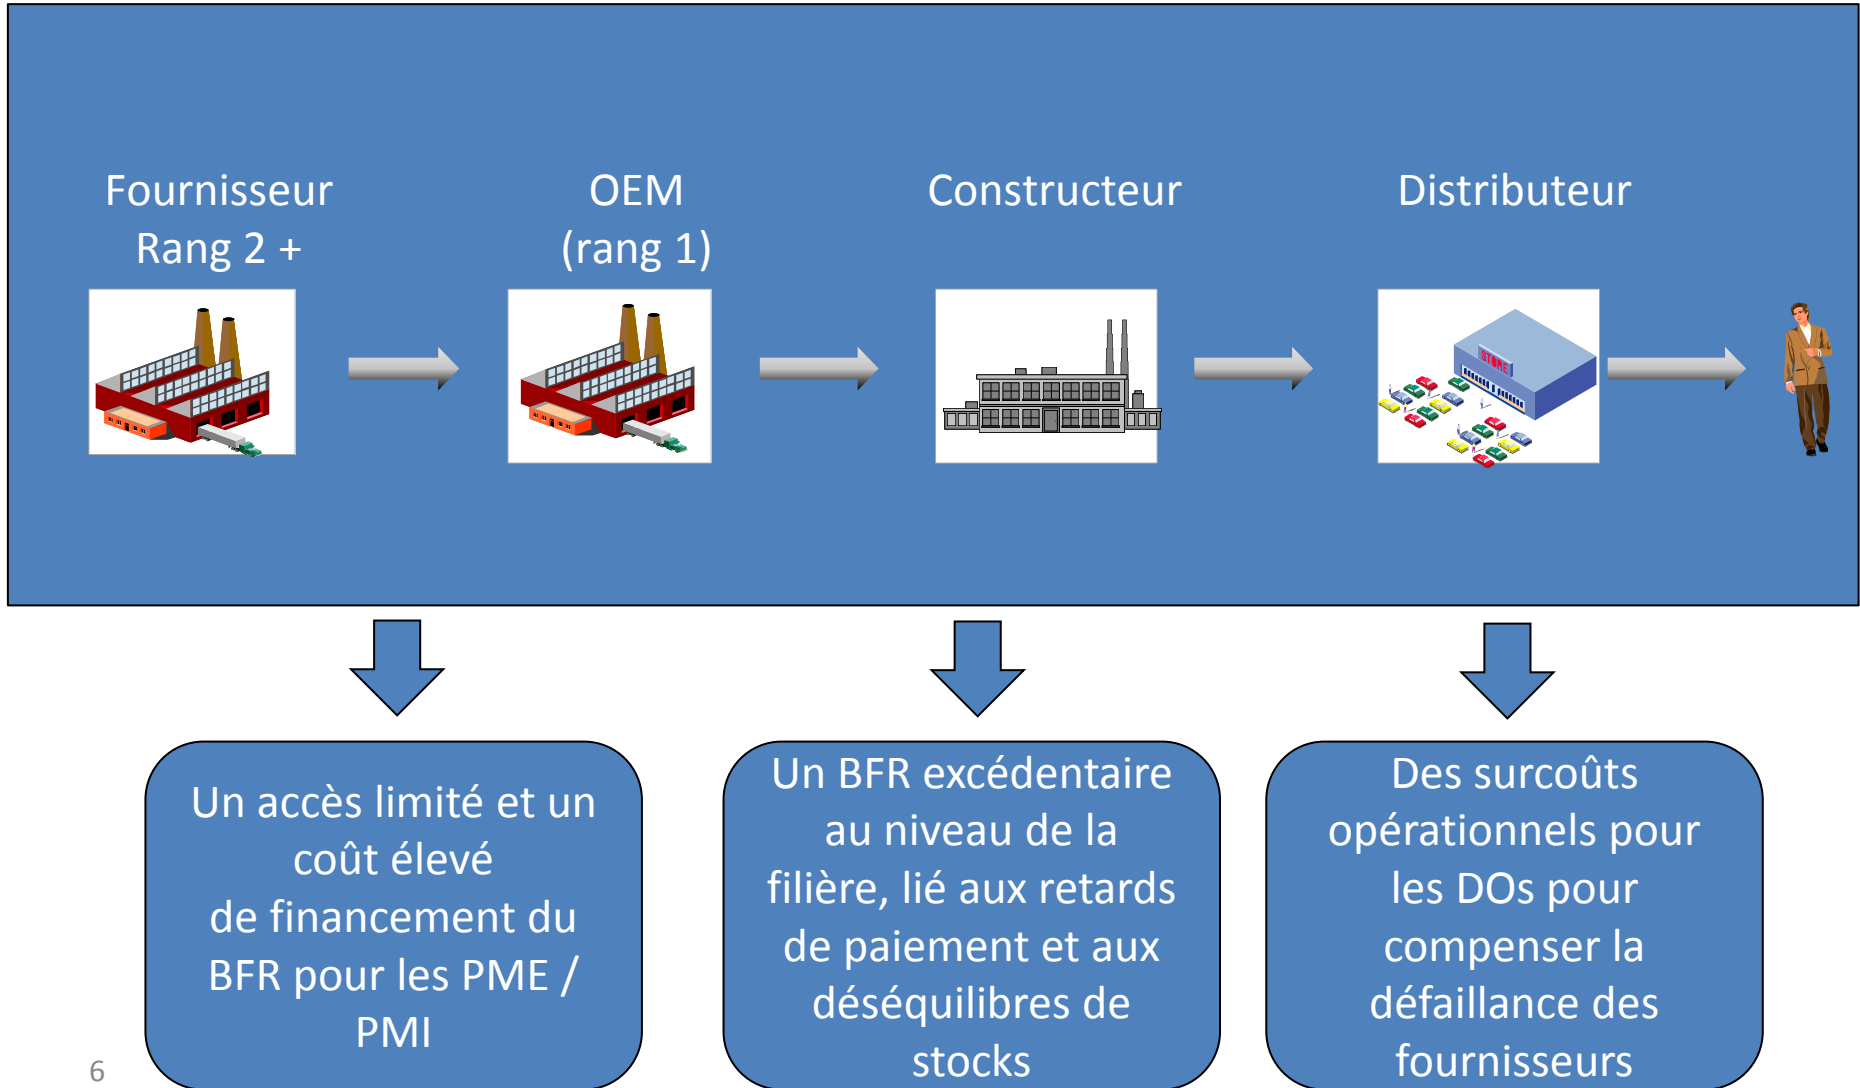 Fournisseur
Rang 2 +
OEM
(rang 1)
Constructeur
Distributeur
STORE
Un accès limité et un
coût élevé
de financement du
BFR pour les PME /
PMI
Un BFR excédentaire
au niveau de la
filière, lié aux retards
de paiement et aux
déséquilibres de
stocks
Des surcoûts
opérationnels pour
les DOs pour
compenser la
défaillance des
fournisseurs
6